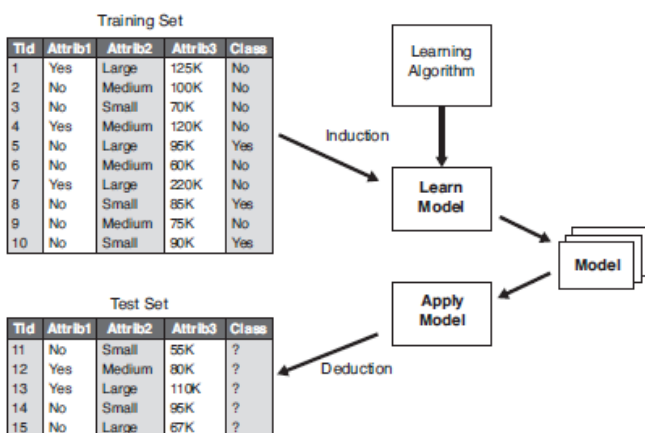 Training Set
Tid Attrib1 Attrib2 Attrib3 Class
1 Yes Large 125K No
2 No Medium 100K No
3 No Small 70K No
4 Yes Medium 120K No
5 No Large 95K Yes
6 No Medium 60K No
7 Yes Large 220K No
8 No Small 85K Yes
9 No Medium 75K No
10 No Small 90K Yes
Learning
Algorithm
Induction
Learn
Model
Model
Apply
Model
Deduction
Test Set
Tid Attrib1 Attrib2 Attrib3 Class
11 No Small 55K ?
12 Yes Medium 80K ?
13 Yes Large 110K ?
14 No Small 95K ?
15 No Large 67K ?